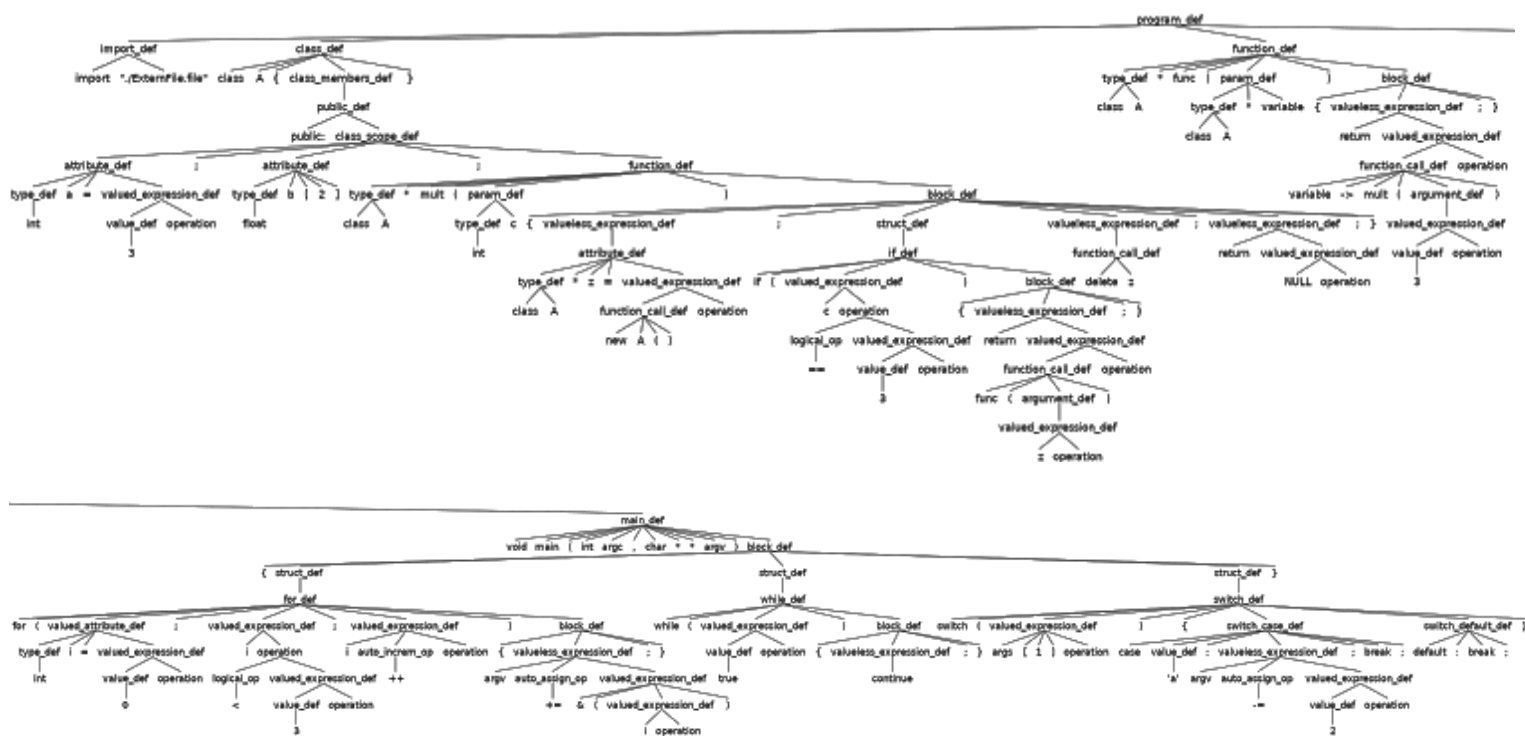 program_def
import_def class_def function_def
import "./ExternFile.file" class A { class_members_def } type_def * func ( param_def ) block_def
public_def class A type_def * variable { valueless_expression_def ; }
public: class_scope_def class A return valued_expression_def
attribute_def ; attribute_def ; function_def function_call_def operation
type_def a = valued_expression_def type_def b [ 2 ] type_def * mult ( param_def ) block_def variable -> mult ( argument_def )
int value_def operation float class A type_def c { valueless_expression_def ; struct_def valueless_expression_def ; valueless_expression_def ; } valued_expression_def
3 int attribute_def if_def function_call_def return valued_expression_def value_def operation
type_def * z = valued_expression_def if ( valued_expression_def ) block_def delete z NULL operation 3
class A function_call_def operation c operation { valueless_expression_def ; }
new A ( ) logical_op valued_expression_def return valued_expression_def
== value_def operation function_call_def operation
3 func ( argument_def )
valued_expression_def
z operation
main_def
void main ( int argc , char * * argv ) block_def
{ struct_def struct_def struct_def }
for_def while_def switch_def
for ( valued_attribute_def ; valued_expression_def ; valued_expression_def ) block_def while ( valued_expression_def ) block_def switch ( valued_expression_def ) { switch_case_def switch_default_def }
type_def i = valued_expression_def i operation i auto_increm_op operation { valueless_expression_def ; } value_def operation { valueless_expression_def ; } args [ 1 ] operation case value_def : valueless_expression_def ; break ; default : break ;
int value_def operation logical_op valued_expression_def ++ argv auto_assign_op valued_expression_def true continue 'a' argv auto_assign_op valued_expression_def
0 < value_def operation += & ( valued_expression_def ) -= value_def operation
3 i operation 2